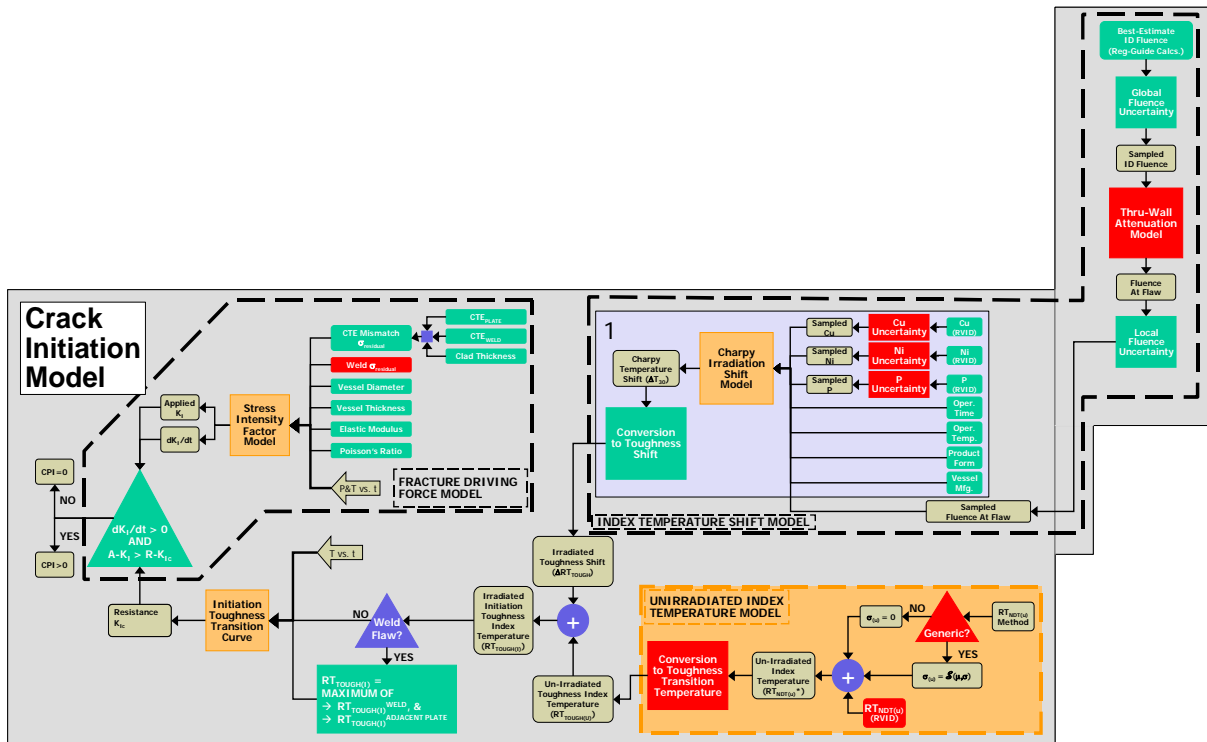 Best-Estimate
ID Fluence
(Reg-Guide Calcs.)
Global
Fluence
Uncertainty
Sampled
ID Fluence
Thru-Wall
Attenuation
Model
Fluence
At Flaw
Local
Fluence
Uncertainty
Crack
Initiation
Model
CTE Mismatch
σresidual
CTEPLATE
CTEWELD
Clad Thickness
Weld σresidual
Vessel Diameter
Vessel Thickness
Elastic Modulus
Poisson's Ratio
P&T vs. t
Stress
Intensity
Factor
Model
Applied
KI
dKI/dt
FRACTURE DRIVING
FORCE MODEL
CPI=0
NO
YES
CPI>0
dKI/dt > 0
AND
A-KI > R-KIc
1
Charpy
Temperature
Shift (ΔT30)
Charpy
Irradiation
Shift
Model
Conversion
to Toughness
Shift
Sampled
Cu
Cu
Uncertainty
Cu
(RVID)
Sampled
Ni
Ni
Uncertainty
Ni
(RVID)
Sampled
P
P
Uncertainty
P
(RVID)
Oper.
Time
Oper.
Temp.
Product
Form
Vessel
Mfg.
Sampled
Fluence At Flaw
INDEX TEMPERATURE SHIFT MODEL
T vs. t
Irradiated
Toughness Shift
(ΔRTTOUGH)
Resistance
KIc
Initiation
Toughness
Transition
Curve
NO
Weld
Flaw?
YES
Irradiated
Initiation
Toughness
Index
Temperature
(RTTOUGH(I))
+
RTTOUGH(I) =
MAXIMUM OF
→ RTTOUGH(I)WELD, &
→ RTTOUGH(I)ADJACENT PLATE
Un-Irradiated
Toughness Index
Temperature
(RTTOUGH(U))
UNIRRADIATED INDEX
TEMPERATURE MODEL
Conversion
to Toughness
Transition
Temperature
Un-Irradiated
Index
Temperature
(RTNDT(u)*)
+
σ(u) = 0
NO
Generic?
YES
RTNDT(u)
Method
σ(u) = 𝒮(μ,σ)
RTNDT(u)
(RVID)